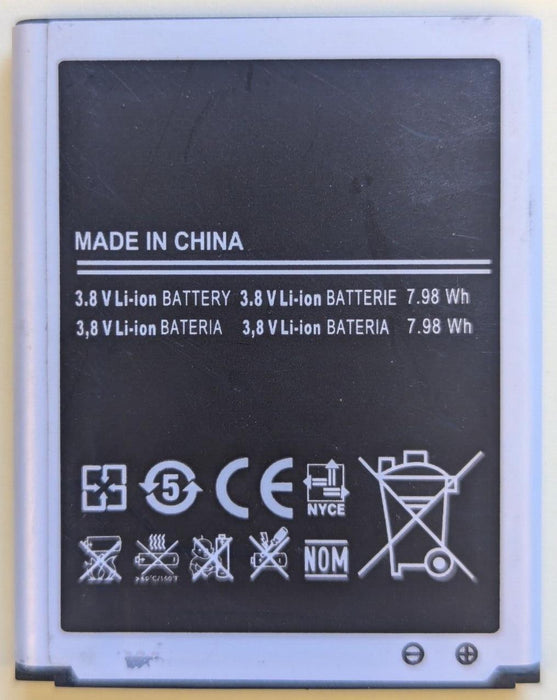 MADE IN CHINA
3.8 V Li-ion BATTERY 3.8 V Li-ion BATTERIE 7.98 Wh
3,8 V Li-ion BATERIA 3,8 V Li-ion BATERIA 7.98 Wh
5 CE NYCE
NOM